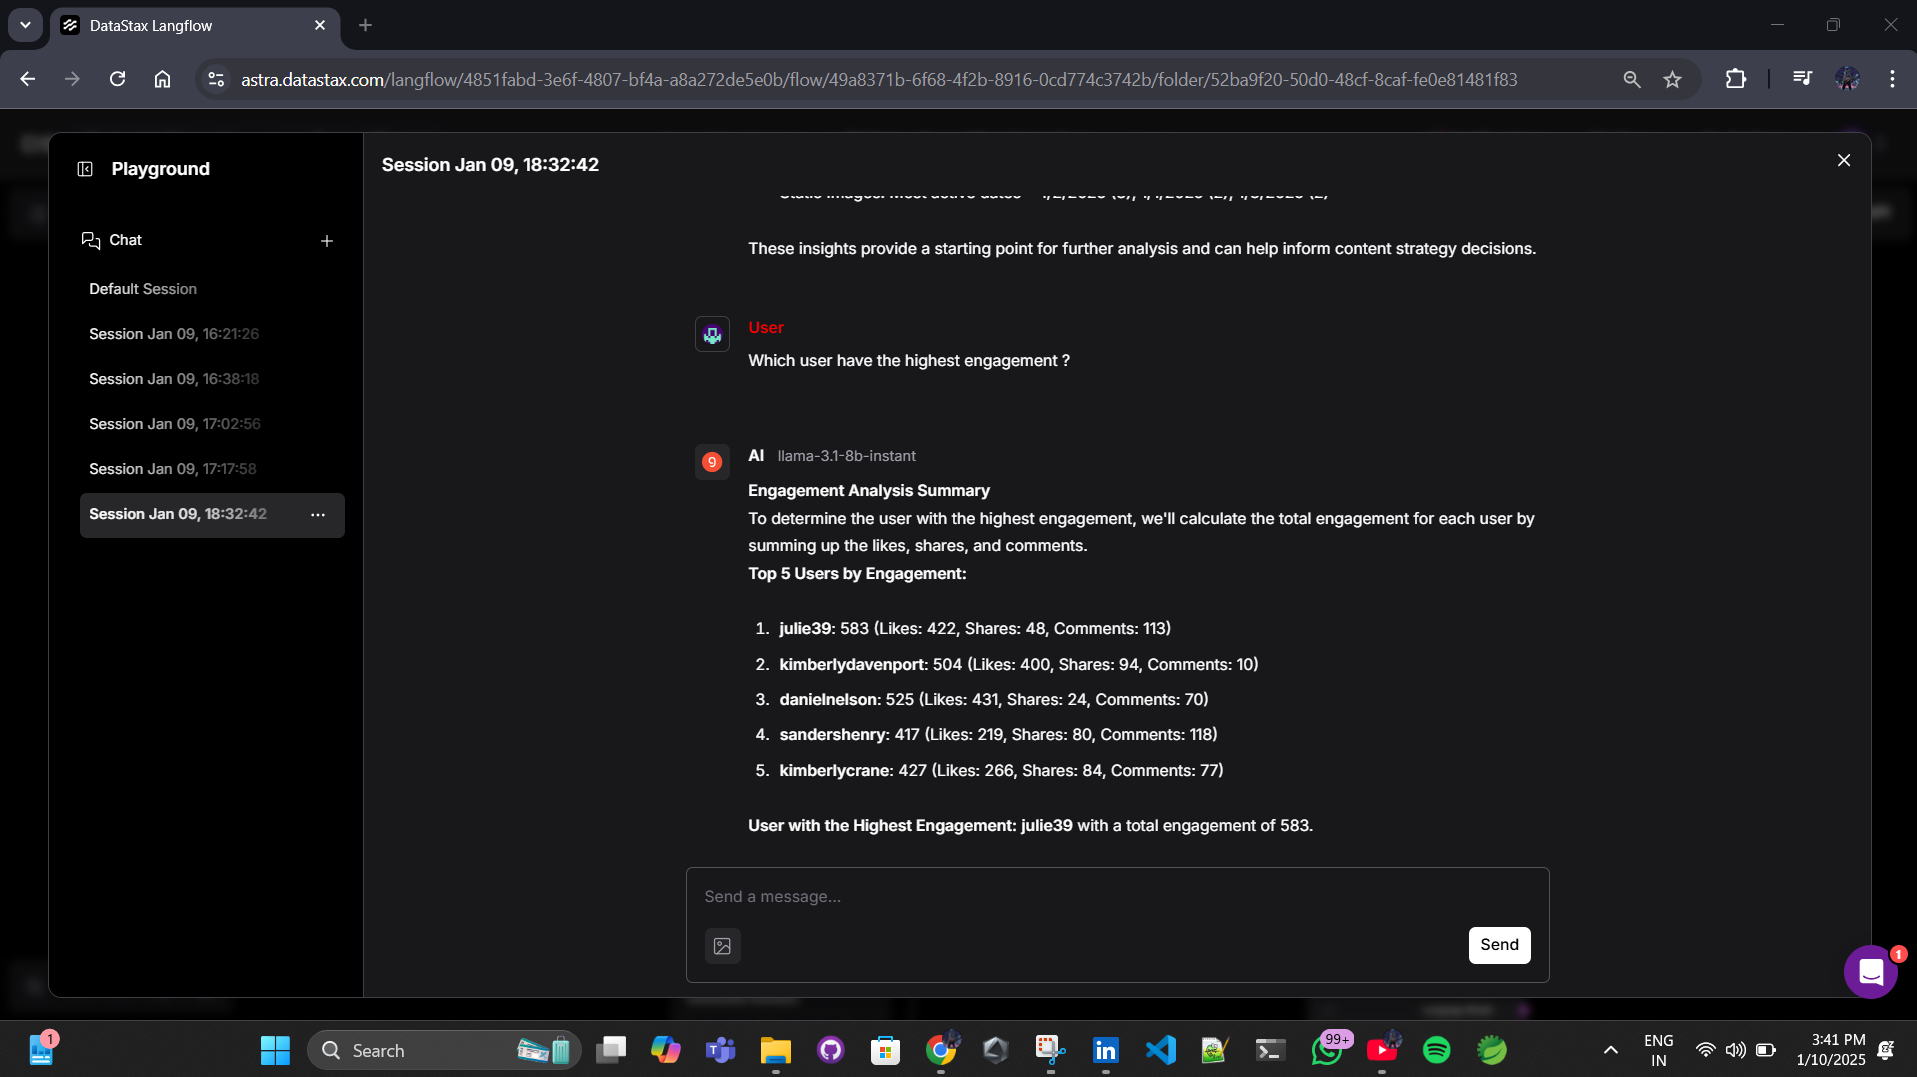 DataStax Langflow
astra.datastax.com/langflow/4851fabd-3e6f-4807-bf4a-a8a272de5e0b/flow/49a8371b-6f68-4f2b-8916-0cd774c3742b/folder/52ba9f20-50d0-48cf-8caf-fe0e81481f83
Playground
Session Jan 09, 18:32:42
Chat
Default Session
Session Jan 09, 16:21:26
Session Jan 09, 16:38:18
Session Jan 09, 17:02:56
Session Jan 09, 17:17:58
Session Jan 09, 18:32:42
These insights provide a starting point for further analysis and can help inform content strategy decisions.
User
Which user have the highest engagement ?
9
AI llama-3.1-8b-instant
Engagement Analysis Summary
To determine the user with the highest engagement, we'll calculate the total engagement for each user by
summing up the likes, shares, and comments.
Top 5 Users by Engagement:
1. julie39: 583 (Likes: 422, Shares: 48, Comments: 113)
2. kimberlydavenport: 504 (Likes: 400, Shares: 94, Comments: 10)
3. danielnelson: 525 (Likes: 431, Shares: 24, Comments: 70)
4. sandershenry: 417 (Likes: 219, Shares: 80, Comments: 118)
5. kimberlycrane: 427 (Likes: 266, Shares: 84, Comments: 77)
User with the Highest Engagement: julie39 with a total engagement of 583.
Send a message...
Send
1
1
Search
99+
ENG
IN
3:41 PM
1/10/2025